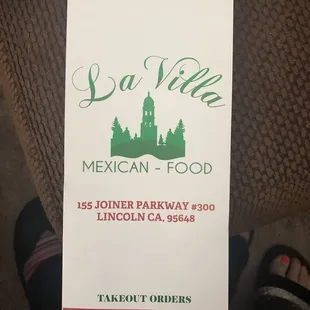 La Villa
MEXICAN - FOOD
155 JOINER PARKWAY #300
LINCOLN CA, 95648
TAKEOUT ORDERS